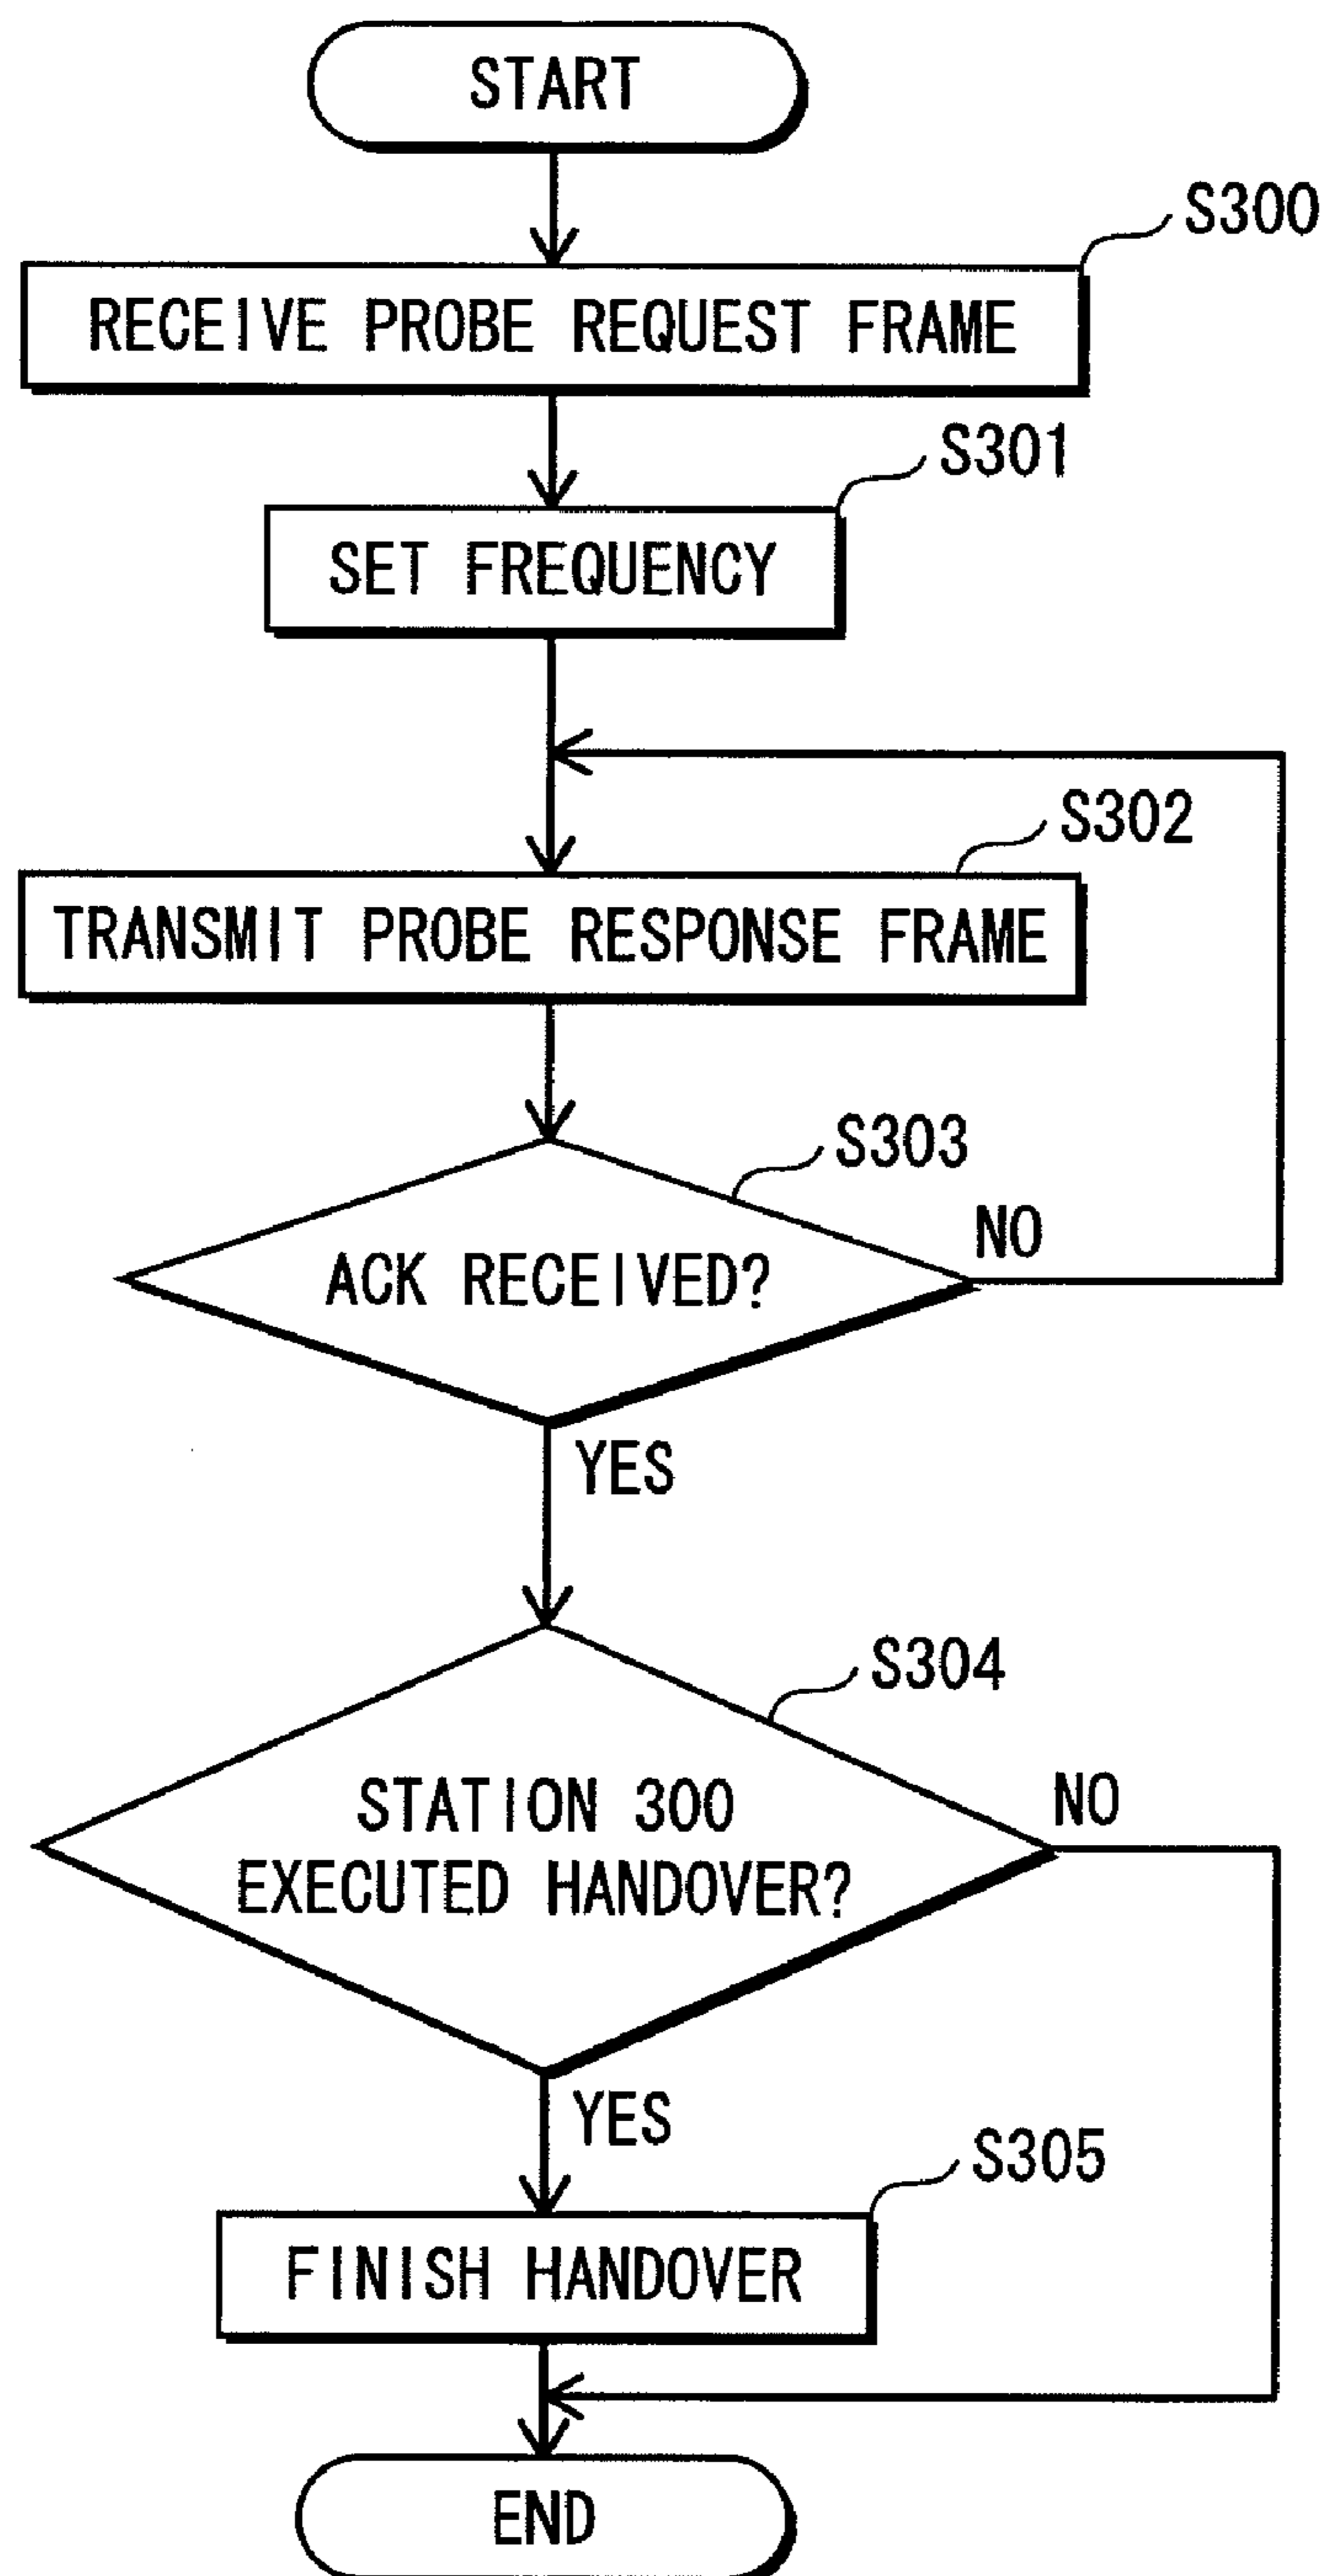 START
S300
RECEIVE PROBE REQUEST FRAME
S301
SET FREQUENCY
S302
TRANSMIT PROBE RESPONSE FRAME
S303
ACK RECEIVED?
NO
YES
S304
STATION 300
EXECUTED HANDOVER?
NO
YES
S305
FINISH HANDOVER
END